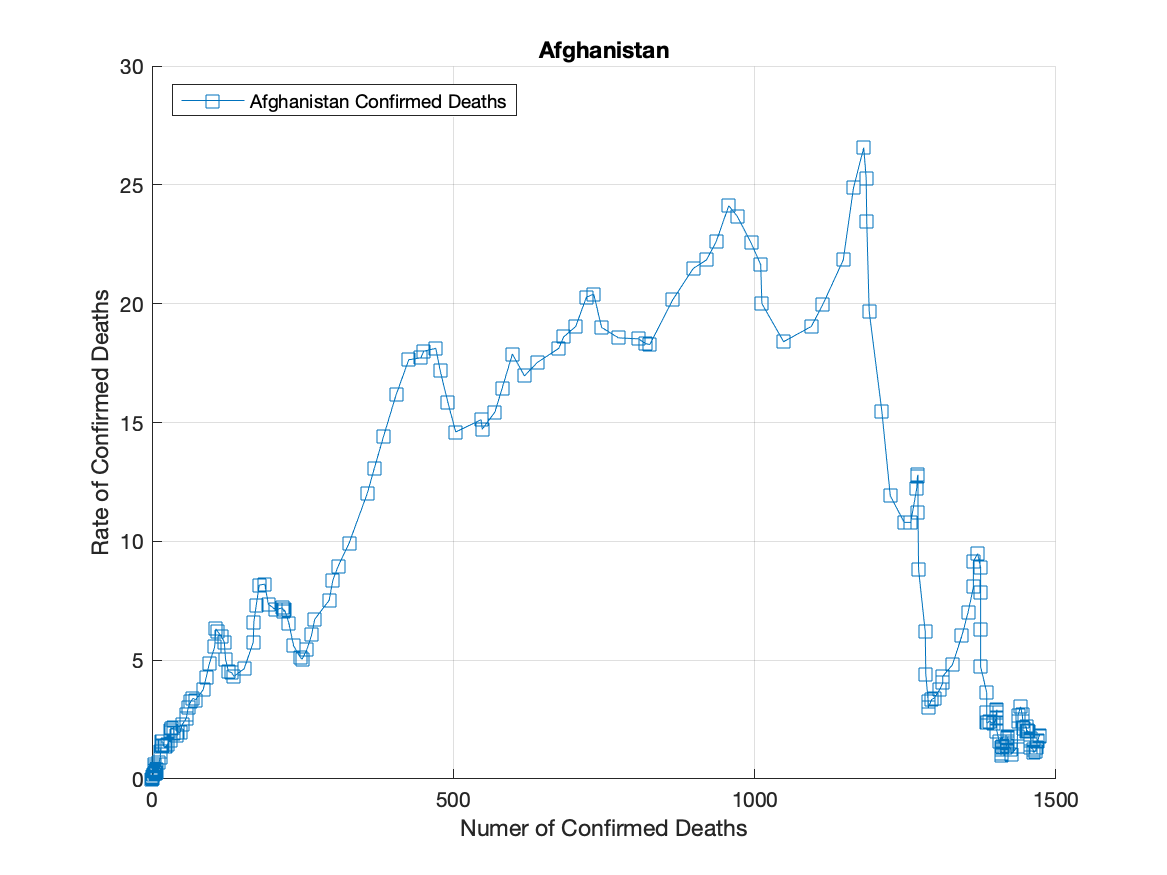 Afghanistan
Afghanistan Confirmed Deaths
30
25
20
15
10
5
0
0 500 1000 1500
Rate of Confirmed Deaths
Numer of Confirmed Deaths